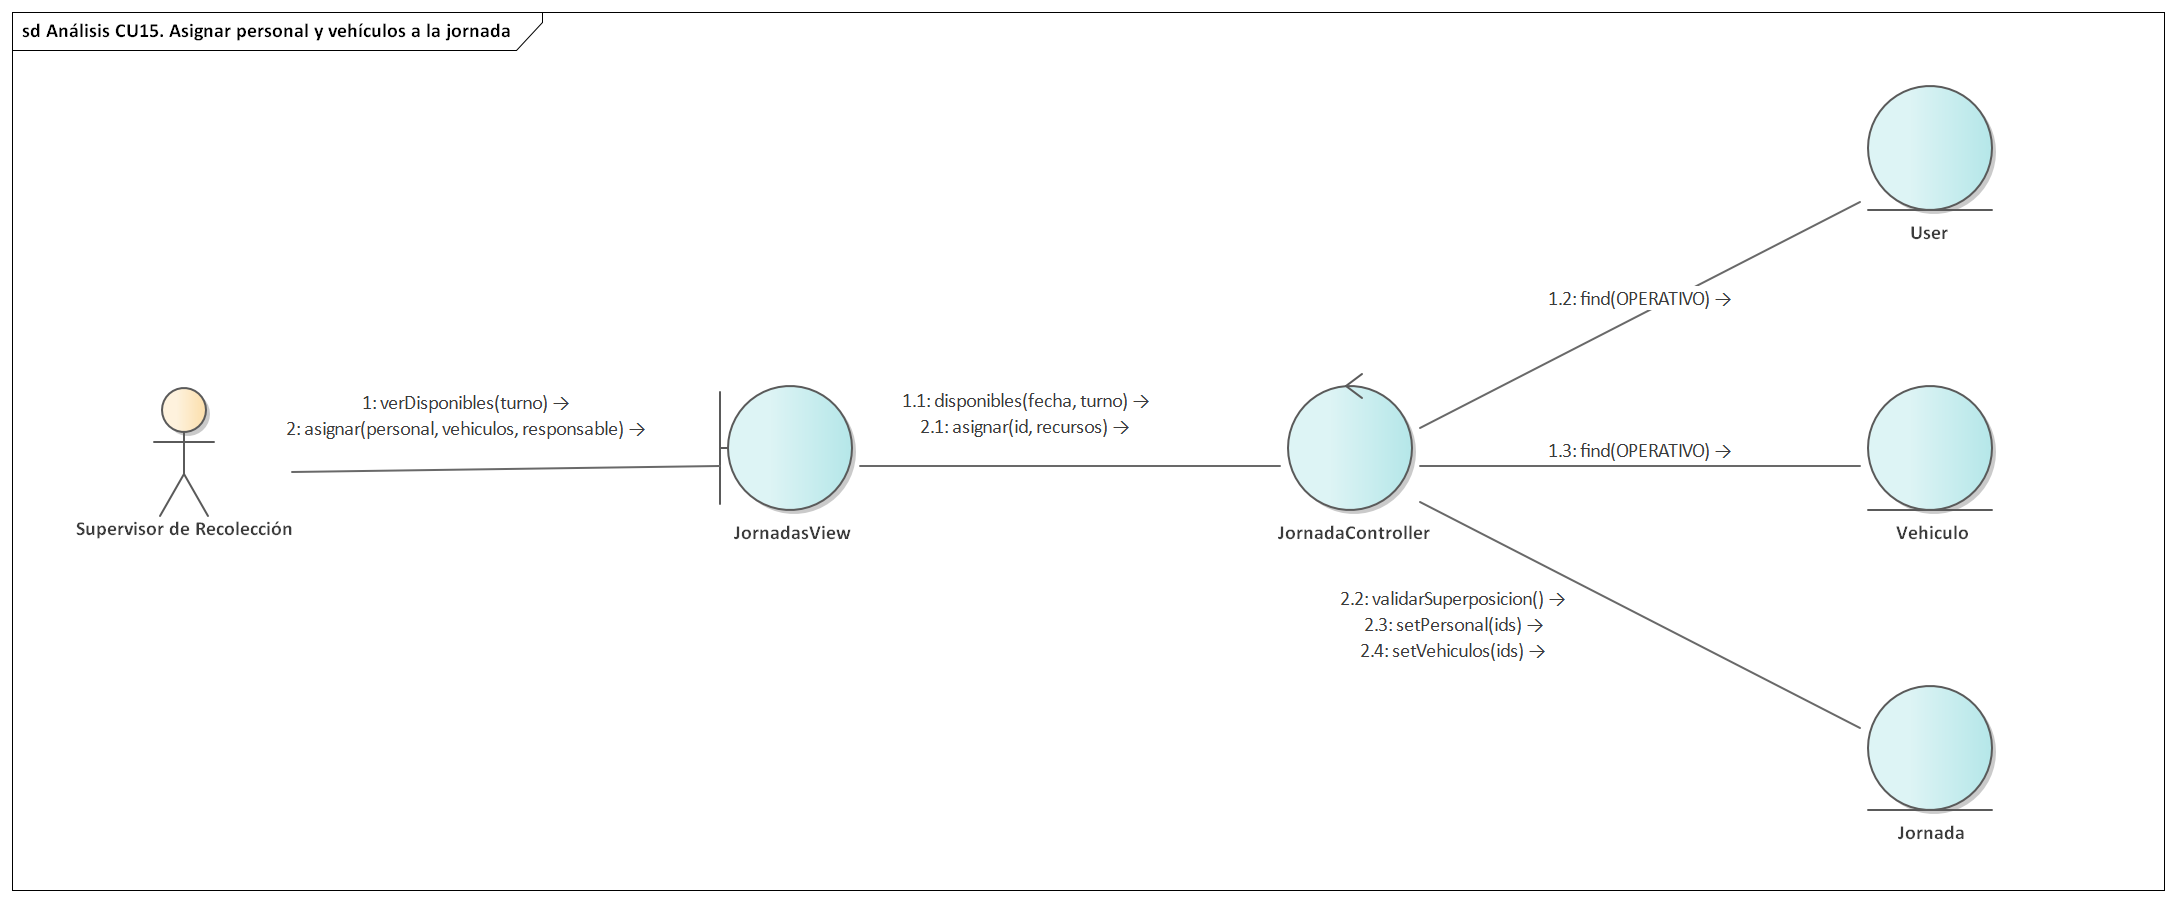 sd Análisis CU15. Asignar personal y vehículos a la jornada
User
1.2: find(OPERATIVO) →
1: verDisponibles(turno) →
2: asignar(personal, vehiculos, responsable) →
1.1: disponibles(fecha, turno) →
2.1: asignar(id, recursos) →
1.3: find(OPERATIVO) →
Supervisor de Recolección
JornadasView
JornadaController
Vehiculo
2.2: validarSuperposicion() →
2.3: setPersonal(ids) →
2.4: setVehiculos(ids) →
Jornada